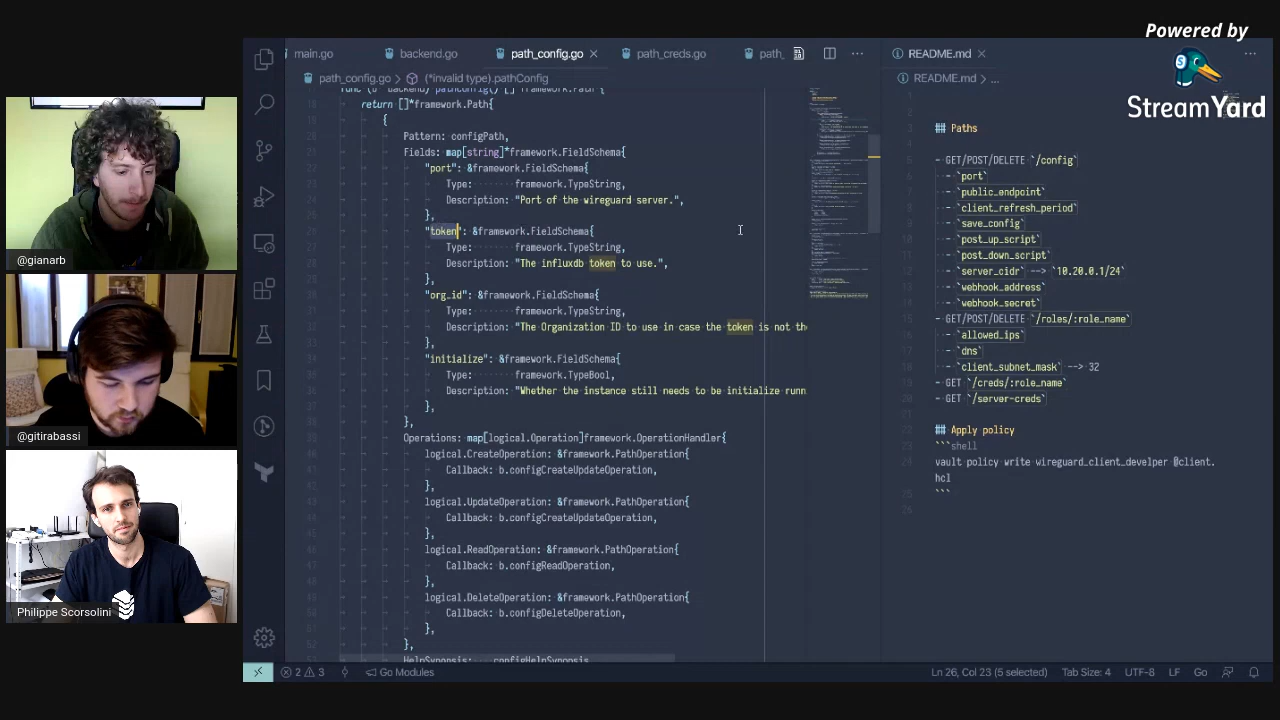 Powered by
StreamYard
@gianarb
@gitirabassi
Philippe Scorsolini
main.go
backend.go
path_config.go
path_creds.go
path_
README.md
path_config.go > (*invalid type).pathConfig
README.md > ...
return []*framework.Path{
{
Pattern: configPath,
Fields: map[string]*framework.FieldSchema{
"port": &framework.FieldSchema{
Type: framework.TypeString,
Description: "Port of the wireguard server.",
},
"token": &framework.FieldSchema{
Type: framework.TypeString,
Description: "The influxdb token to use.",
},
"org.id": &framework.FieldSchema{
Type: framework.TypeString,
Description: "The Organization ID to use in case the token is not th
},
"initialize": &framework.FieldSchema{
Type: framework.TypeBool,
Description: "Whether the instance still needs to be initialize runn
},
},
Operations: map[logical.Operation]framework.OperationHandler{
logical.CreateOperation: &framework.PathOperation{
Callback: b.configCreateUpdateOperation,
},
logical.UpdateOperation: &framework.PathOperation{
Callback: b.configCreateUpdateOperation,
},
logical.ReadOperation: &framework.PathOperation{
Callback: b.configReadOperation,
},
logical.DeleteOperation: &framework.PathOperation{
Callback: b.configDeleteOperation,
},
},
HelpSynopsis: configHelpSynopsis,
## Paths
- GET/POST/DELETE `/config`
- `port`
- `public_endpoint`
- `client_refresh_period`
- `save_config`
- `post_up_script`
- `post_down_script`
- `server_cidr` --> `10.20.0.1/24`
- `webhook_address`
- `webhook_secret`
- GET/POST/DELETE `/roles/:role_name`
- `allowed_ips`
- `dns`
- `client_subnet_mask` --> 32
- GET `/creds/:role_name`
- GET `/server-creds`
## Apply policy
```shell
vault policy write wireguard_client_develper @client.
hcl
```
2 3
Go Modules
Ln 26, Col 23 (5 selected)
Tab Size: 4
UTF-8
LF
Go